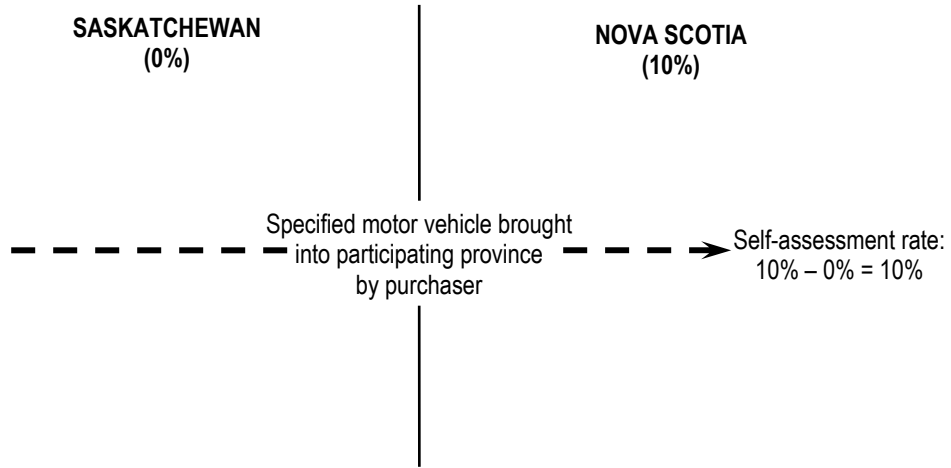 SASKATCHEWAN
(0%)
NOVA SCOTIA
(10%)
Specified motor vehicle brought
into participating province
by purchaser
Self-assessment rate:
10% – 0% = 10%